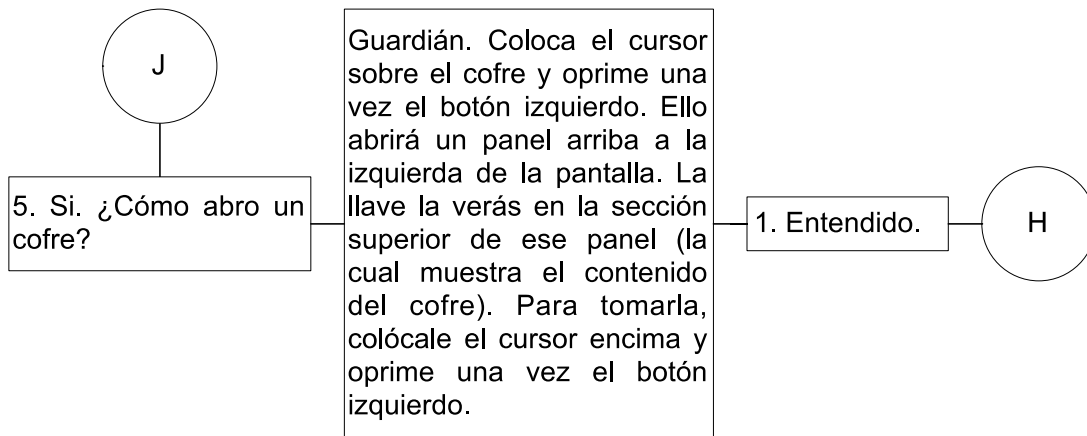 J
5. Si. ¿Cómo abro un
cofre?
Guardián. Coloca el cursor
sobre el cofre y oprime una
vez el botón izquierdo. Ello
abrirá un panel arriba a la
izquierda de la pantalla. La
llave la verás en la sección
superior de ese panel (la
cual muestra el contenido
del cofre). Para tomarla,
colócale el cursor encima y
oprime una vez el botón
izquierdo.
1. Entendido.
H